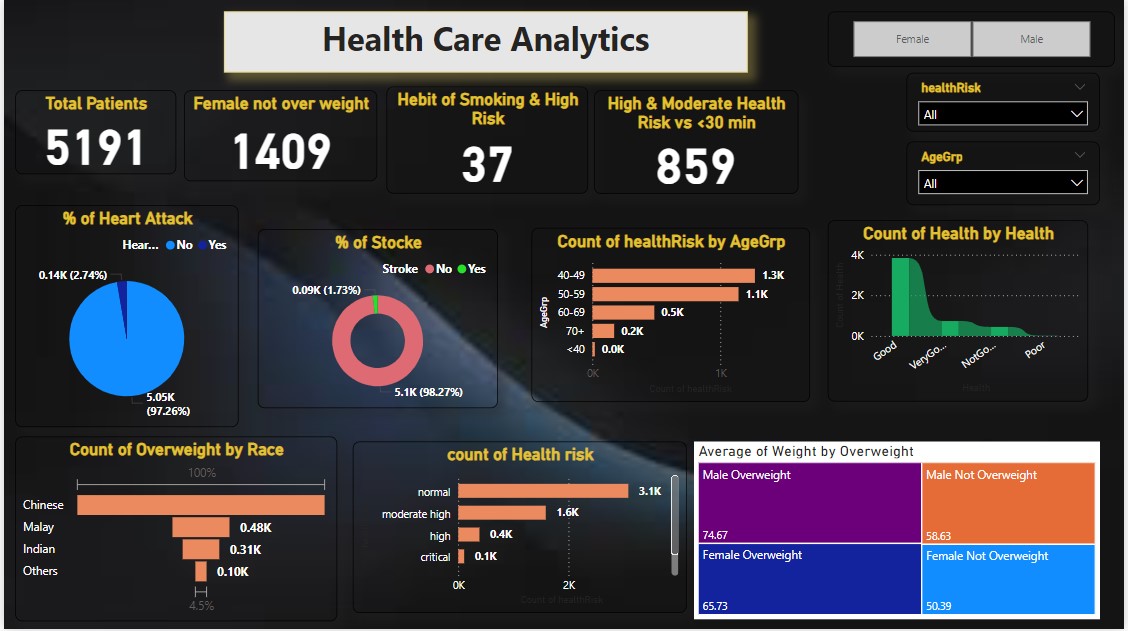 Health Care Analytics
Female
Male
Total Patients
5191
Female not over weight
1409
Hebit of Smoking & High
Risk
37
High & Moderate Health
Risk vs <30 min
859
healthRisk
All
AgeGrp
All
% of Heart Attack
Hear... No Yes
0.14K (2.74%)
5.05K
(97.26%)
% of Stocke
Stroke No Yes
0.09K (1.73%)
5.1K (98.27%)
Count of healthRisk by AgeGrp
AgeGrp
40-49 1.3K
50-59 1.1K
60-69 0.5K
70+ 0.2K
<40 0.0K
0K 1K
Count of healthRisk
Count of Health by Health
Count of Health
4K
2K
0K
Good
VeryGo...
NotGo...
Poor
Health
Count of Overweight by Race
100%
Chinese
Malay 0.48K
Indian 0.31K
Others 0.10K
4.5%
count of Health risk
normal 3.1K
moderate high 1.6K
high 0.4K
critical 0.1K
0K 2K
Count of healthRisk
Average of Weight by Overweight
Male Overweight
74.67
Male Not Overweight
58.63
Female Overweight
65.73
Female Not Overweight
50.39